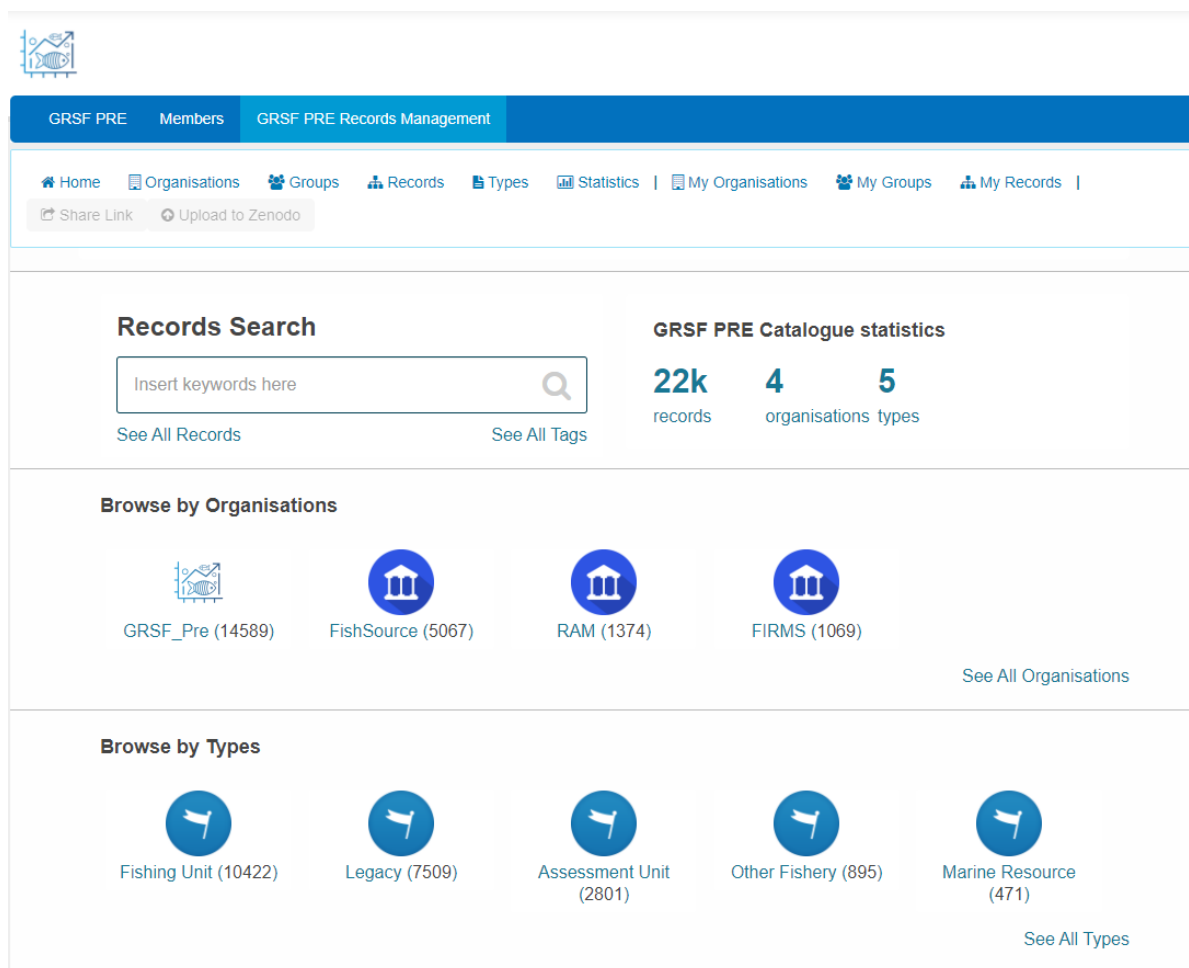 GRSF PRE Members GRSF PRE Records Management
Home Organisations Groups Records Types Statistics | My Organisations My Groups My Records |
Share Link Upload to Zenodo
Records Search
Insert keywords here
See All Records See All Tags
GRSF PRE Catalogue statistics
22k 4 5
records organisations types
Browse by Organisations
GRSF_Pre (14589) FishSource (5067) RAM (1374) FIRMS (1069)
See All Organisations
Browse by Types
Fishing Unit (10422) Legacy (7509) Assessment Unit (2801) Other Fishery (895) Marine Resource (471)
See All Types